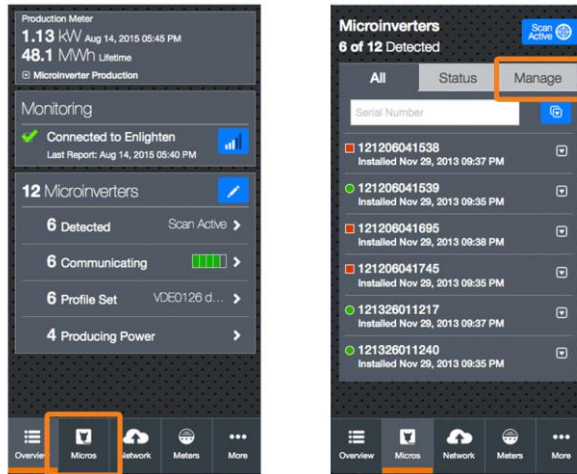 Production Meter
1.13 kW Aug 14, 2015 05:45 PM
48.1 MWh Lifetime
Microinverter Production
Monitoring
Connected to Enlighten
Last Report: Aug 14, 2015 05:40 PM
12 Microinverters
6 Detected Scan Active
6 Communicating
6 Profile Set VDE0126 d...
4 Producing Power
Overview Micros Network Meters More
Microinverters
6 of 12 Detected
Scan
Active
All Status Manage
Serial Number
121206041538
Installed Nov 29, 2013 09:37 PM
121206041539
Installed Nov 29, 2013 09:35 PM
121206041695
Installed Nov 29, 2013 09:38 PM
121206041745
Installed Nov 29, 2013 09:35 PM
121326011217
Installed Nov 29, 2013 09:37 PM
121326011240
Installed Nov 29, 2013 09:35 PM
Overview Micros Network Meters More